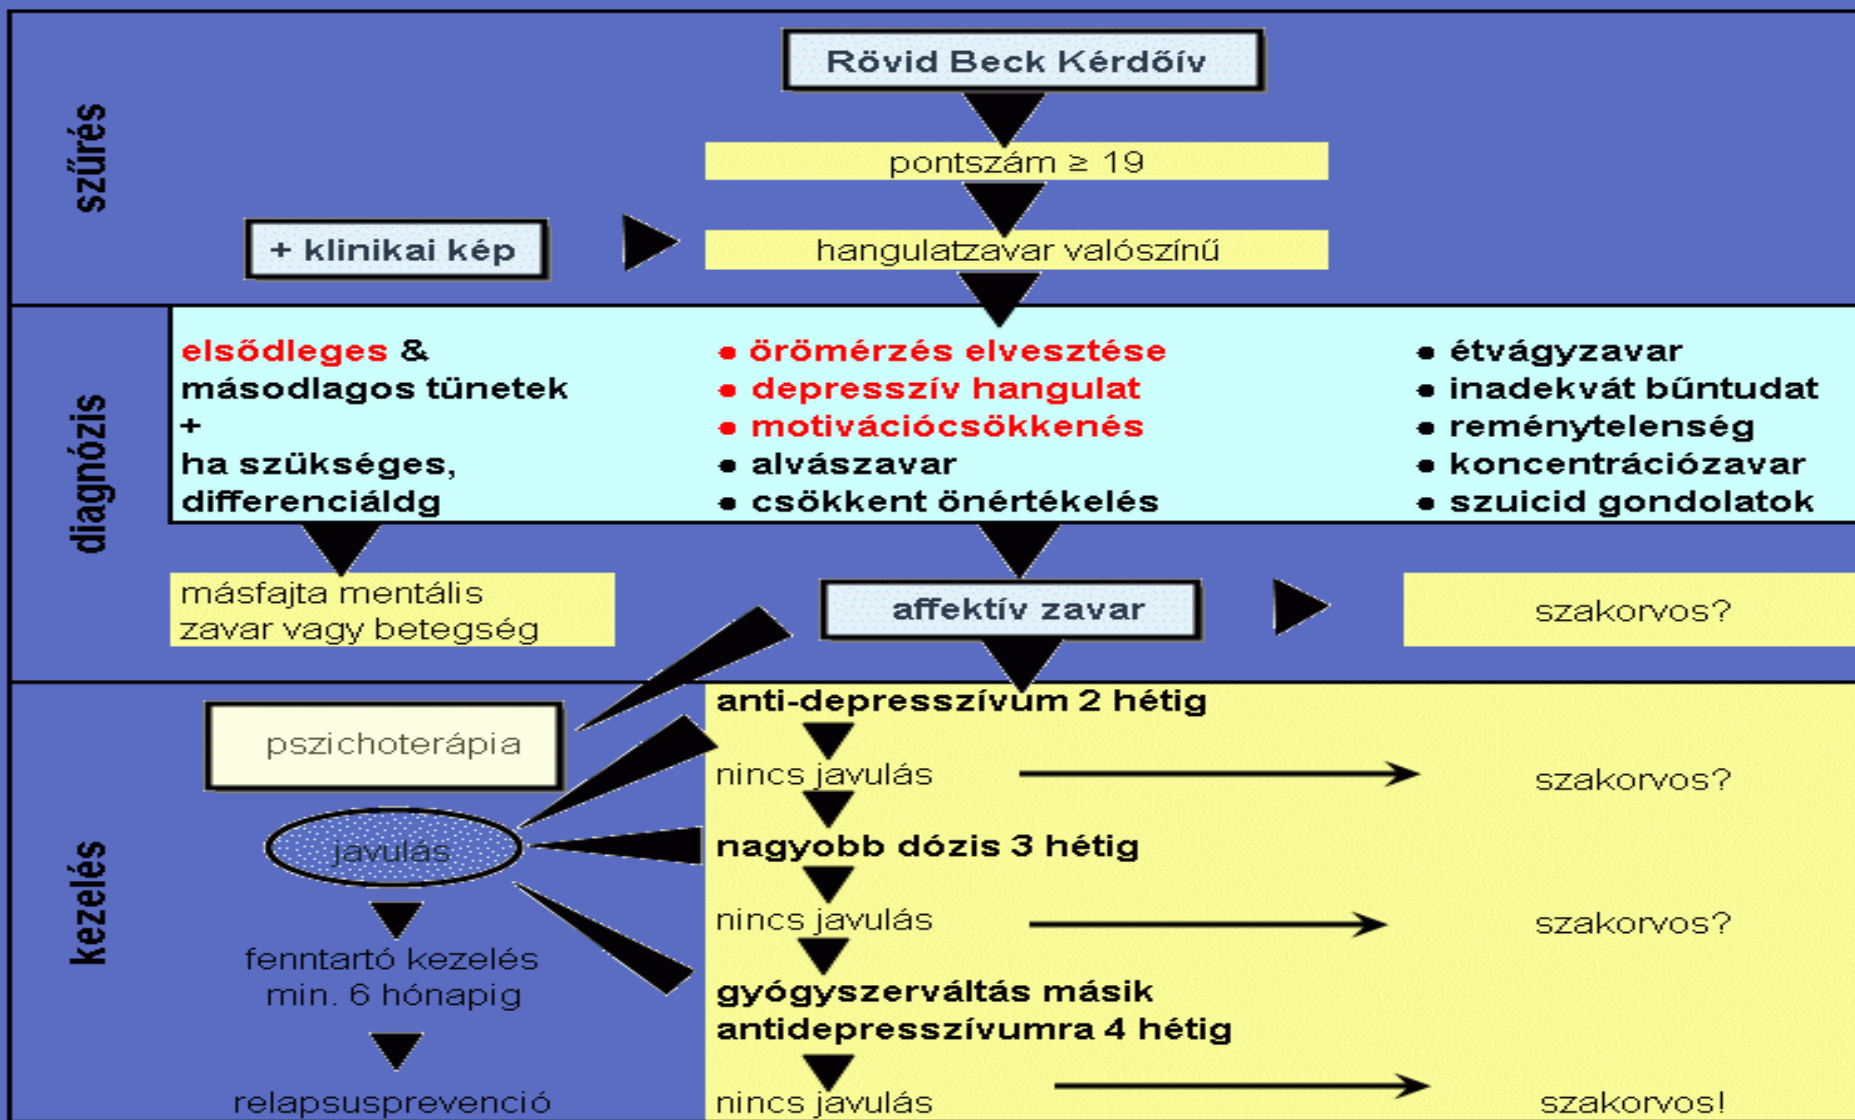 szűrés
Rövid Beck Kérdőív
pontszám ≥ 19
+ klinikai kép
hangulatzavar valószínű
diagnózis
elsődleges &
másodlagos tünetek
+
ha szükséges,
differenciáldg
• örömérzés elvesztése
• depresszív hangulat
• motivációcsökkenés
• alvászavar
• csökkent önértékelés
• étvágyzavar
• inadekvát bűntudat
• reménytelenség
• koncentrációzavar
• szuicid gondolatok
másfajta mentális
zavar vagy betegség
affektív zavar
szakorvos?
kezelés
pszichoterápia
javulás
fenntartó kezelés
min. 6 hónapig
relapsusprevenció
anti-depresszívum 2 hétig
nincs javulás
szakorvos?
nagyobb dózis 3 hétig
nincs javulás
szakorvos?
gyógyszerváltás másik
antidepresszívumra 4 hétig
nincs javulás
szakorvos!